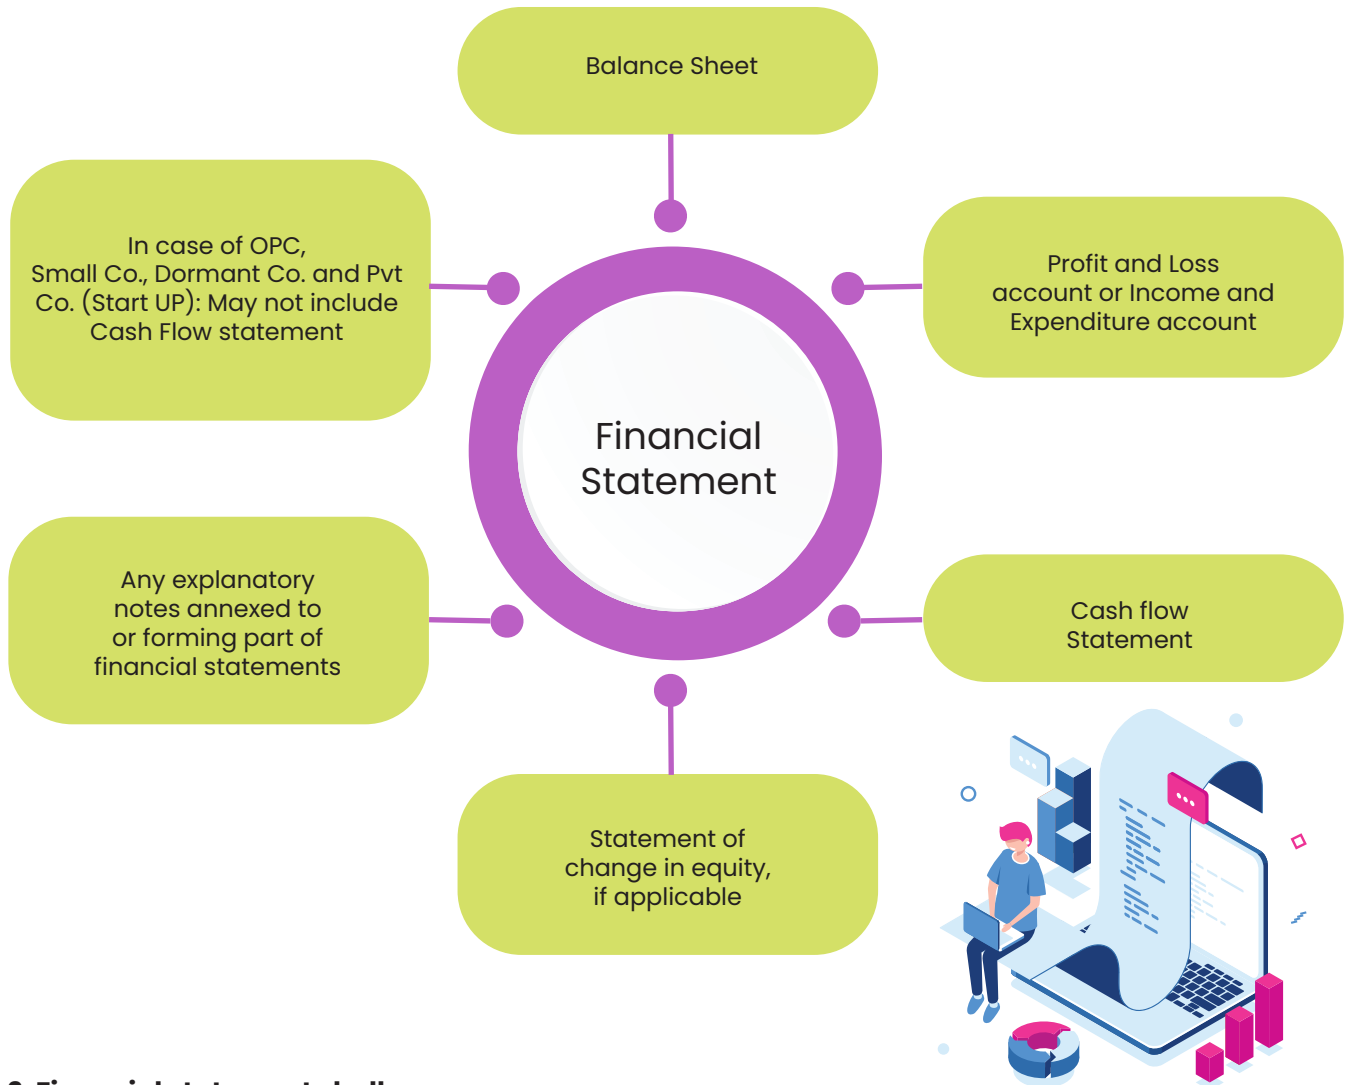 Balance Sheet
In case of OPC,
Small Co., Dormant Co. and Pvt
Co. (Start UP): May not include
Cash Flow statement
Profit and Loss
account or Income and
Expenditure account
Financial
Statement
Any explanatory
notes annexed to
or forming part of
financial statements
Cash flow
Statement
Statement of
change in equity,
if applicable